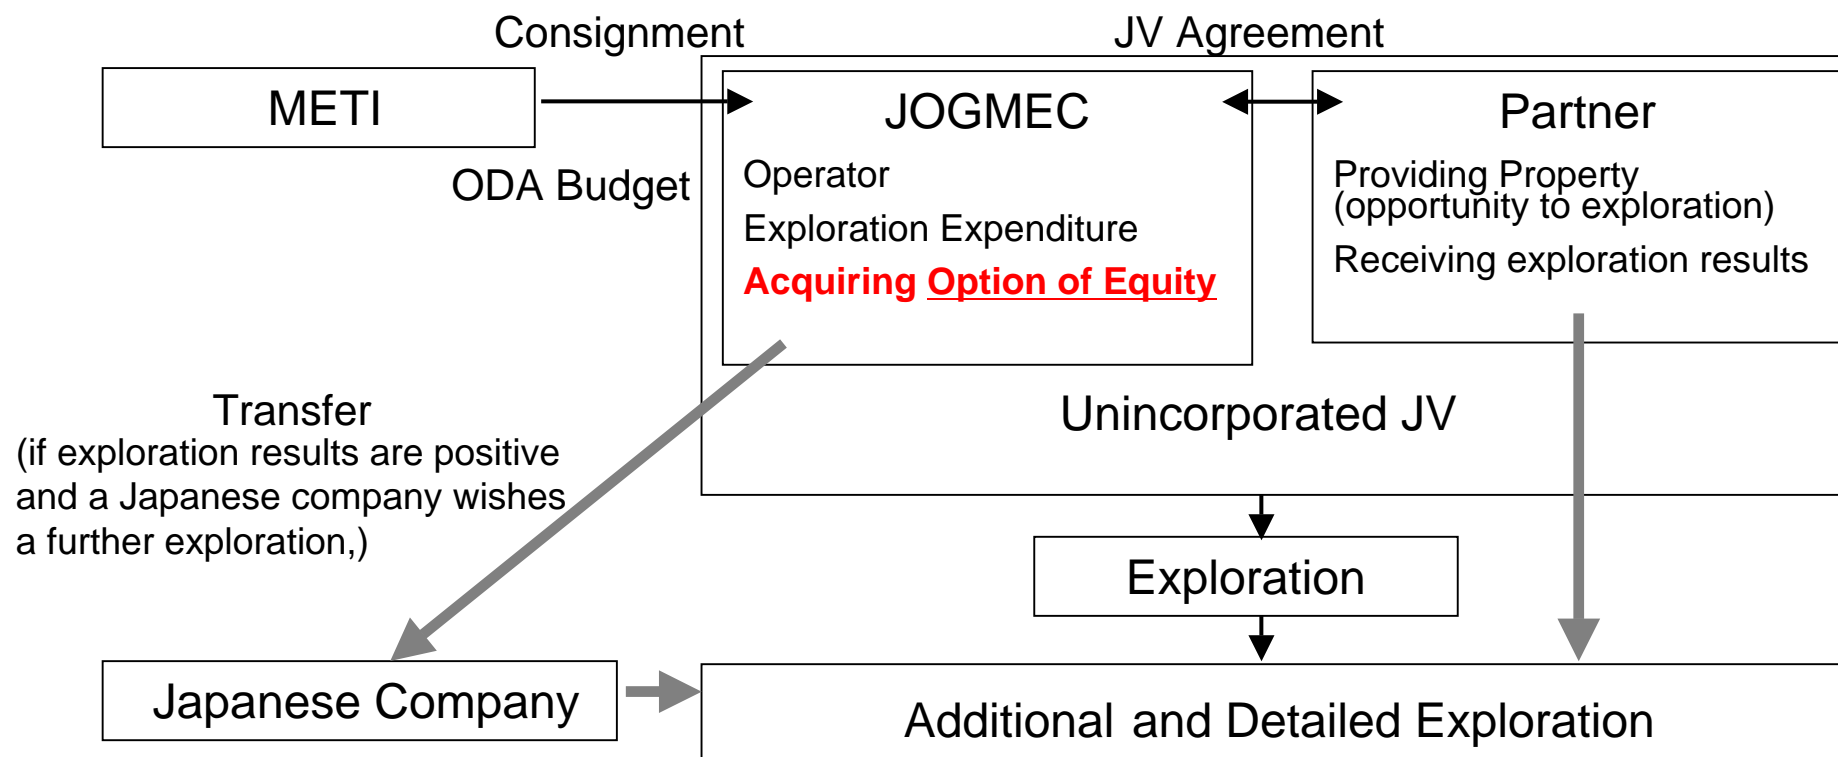 Consignment
JV Agreement
METI
JOGMEC
Partner
ODA Budget
Operator
Exploration Expenditure
Acquiring Option of Equity
Providing Property
(opportunity to exploration)
Receiving exploration results
Transfer
(if exploration results are positive
and a Japanese company wishes
a further exploration,)
Unincorporated JV
Exploration
Japanese Company
Additional and Detailed Exploration